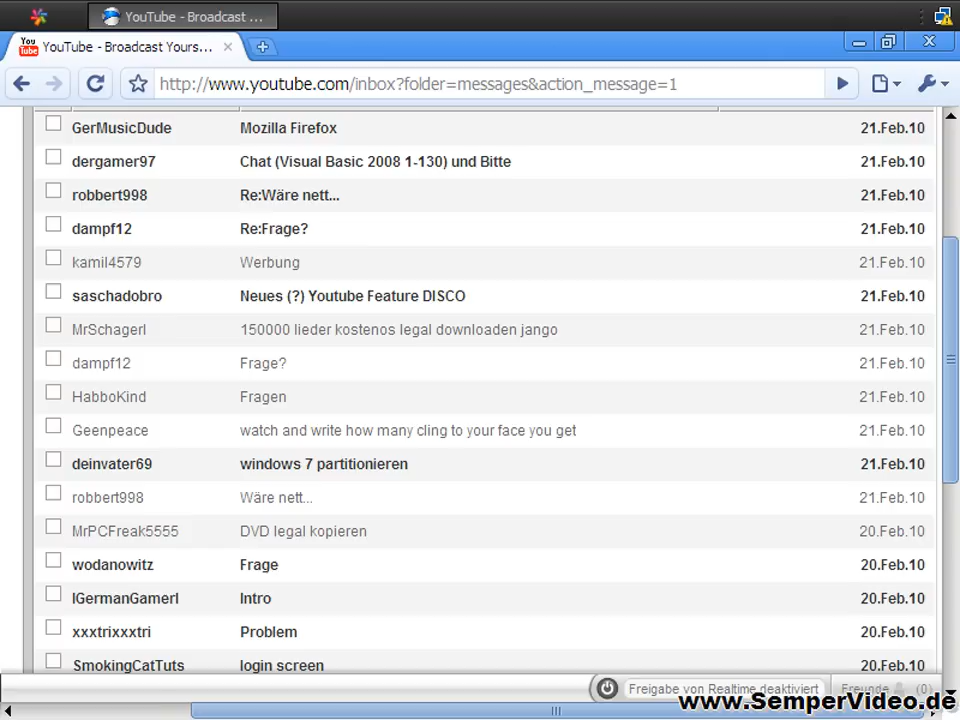 YouTube - Broadcast ...
You Tube YouTube - Broadcast Yours...
http://www.youtube.com/inbox?folder=messages&action_message=1
GerMusicDude Mozilla Firefox 21.Feb.10
dergamer97 Chat (Visual Basic 2008 1-130) und Bitte 21.Feb.10
robbert998 Re:Wäre nett... 21.Feb.10
dampf12 Re:Frage? 21.Feb.10
kamil4579 Werbung 21.Feb.10
saschadobro Neues (?) Youtube Feature DISCO 21.Feb.10
MrSchagerl 150000 lieder kostenos legal downloaden jango 21.Feb.10
dampf12 Frage? 21.Feb.10
HabboKind Fragen 21.Feb.10
Geenpeace watch and write how many cling to your face you get 21.Feb.10
deinvater69 windows 7 partitionieren 21.Feb.10
robbert998 Wäre nett... 21.Feb.10
MrPCFreak5555 DVD legal kopieren 20.Feb.10
wodanowitz Frage 20.Feb.10
IGermanGamerI Intro 20.Feb.10
xxxtrixxxtri Problem 20.Feb.10
SmokingCatTuts login screen 20.Feb.10
Freigabe von Realtime deaktiviert Freunde (0)
www.SemperVideo.de